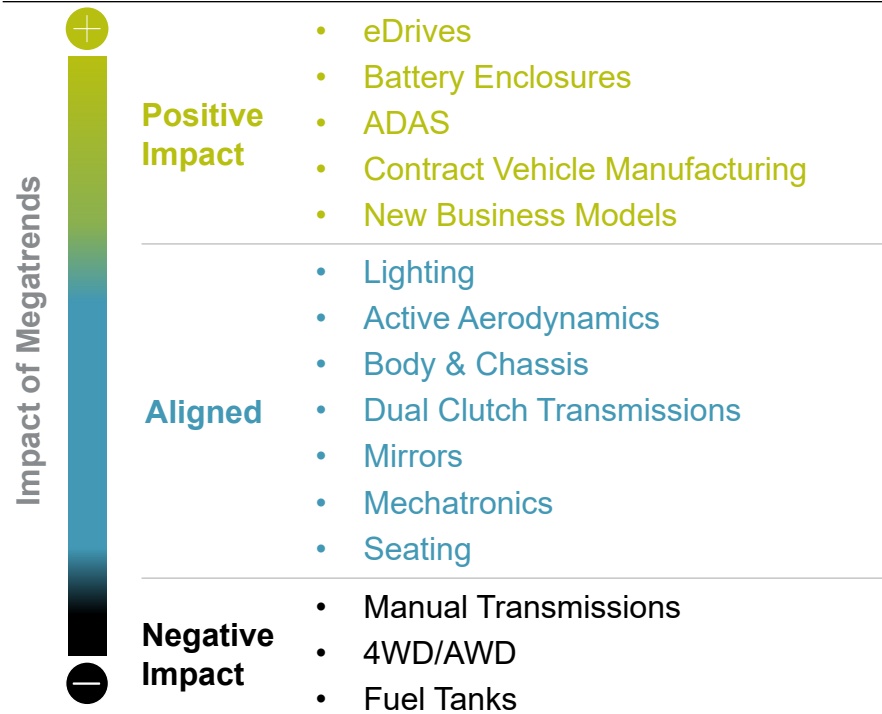 Impact of Megatrends
Positive
Impact
• eDrives
• Battery Enclosures
• ADAS
• Contract Vehicle Manufacturing
• New Business Models
Aligned
• Lighting
• Active Aerodynamics
• Body & Chassis
• Dual Clutch Transmissions
• Mirrors
• Mechatronics
• Seating
Negative
Impact
• Manual Transmissions
• 4WD/AWD
• Fuel Tanks